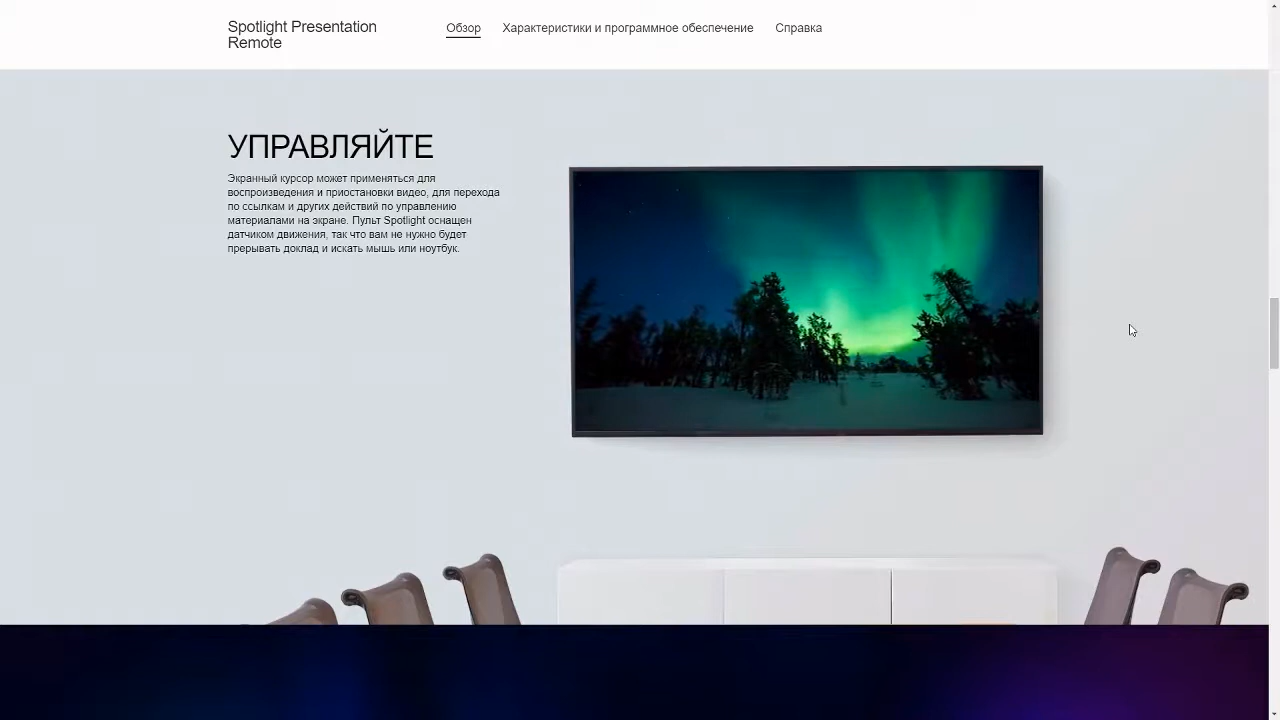 Spotlight Presentation
Remote
Обзор
Характеристики и программное обеспечение
Справка
УПРАВЛЯЙТЕ
Экранный курсор может применяться для
воспроизведения и приостановки видео, для перехода
по ссылкам и других действий по управлению
материалами на экране. Пульт Spotlight оснащен
датчиком движения, так что вам не нужно будет
прерывать доклад и искать мышь или ноутбук.